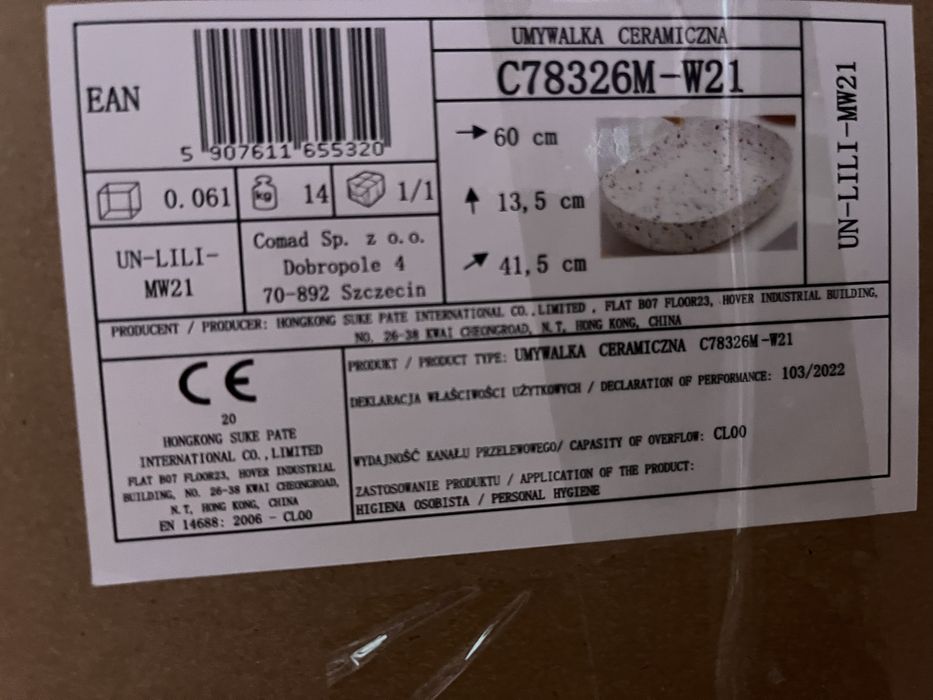 EAN
5 907611 655320
0.061
kg
14
1/1
UN-LILI-
MW21
Comad Sp. z o.o.
Dobropole 4
70-892 Szczecin
UMYWALKA CERAMICZNA
C78326M-W21
60 cm
13,5 cm
41,5 cm
UN-LILI-MW21
PRODUCENT / PRODUCER: HONGKONG SUKE PATE INTERNATIONAL CO.,LIMITED , FLAT B07 FLOOR23, HOVER INDUSTRIAL BUILDING,
NO. 26-38 KWAI CHEONGROAD, N.T, HONG KONG, CHINA
CE
20
HONGKONG SUKE PATE
INTERNATIONAL CO.,LIMITED
FLAT B07 FLOOR23, HOVER INDUSTRIAL
BUILDING, NO. 26-38 KWAI CHEONGROAD,
N.T, HONG KONG, CHINA
EN 14688: 2006 - CL00
PRODUKT / PRODUCT TYPE: UMYWALKA CERAMICZNA C78326M-W21
DEKLARACJA WŁAŚCIWOŚCI UŻYTKOWYCH / DECLARATION OF PERFORMANCE: 103/2022
WYDAJNOŚĆ KANAŁU PRZELEWOWEGO/ CAPASITY OF OVERFLOW: CL00
ZASTOSOWANIE PRODUKTU / APPLICATION OF THE PRODUCT:
HIGIENA OSOBISTA / PERSONAL HYGIENE